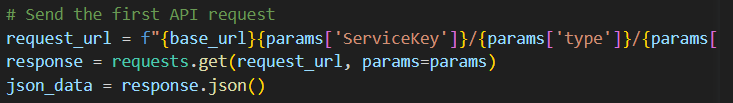 # Send the first API request
request_url = f"{base_url}{params['ServiceKey']}/{params['type']}/{params[
response = requests.get(request_url, params=params)
json_data = response.json()